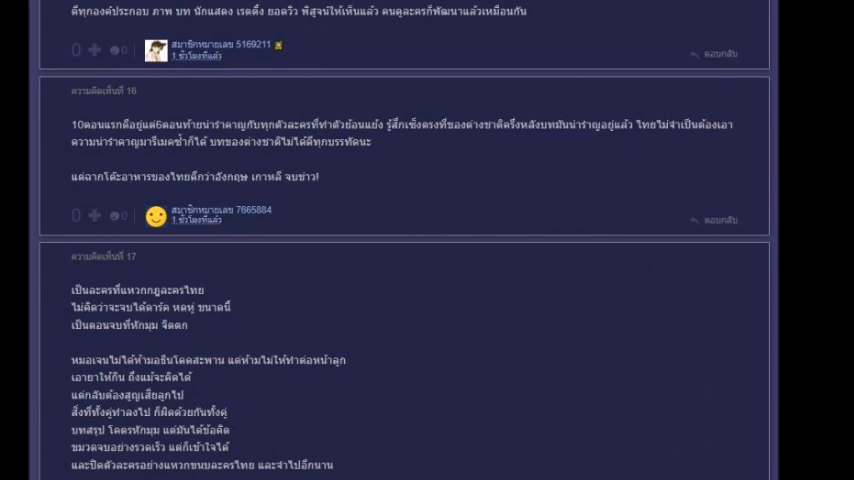 ดีทุกองค์ประกอบ ภาพ บท นักแสดง เรตติ้ง ยอดวิว พิสูจน์ให้เห็นแล้ว คนดูละครก็พัฒนาแล้วเหมือนกัน
0
0
สมาชิกหมายเลข 5169211
1 ชั่วโมงที่แล้ว
ตอบกลับ
ความคิดเห็นที่ 16
10ตอนแรกดีอยู่แต่6ตอนท้ายน่ารำคาญกับทุกตัวละครที่ทำตัวย้อนแย้ง รู้สึกเซ็งตรงที่ของต่างชาติครึ่งหลังบทมันน่ารำญอยู่แล้ว ไทยไม่จำเป็นต้องเอา
ความน่ารำคาญมารีเมคซ้ำก็ได้ บทของต่างชาติไม่ได้ดีทุกบรรทัดนะ
แต่ฉากโต๊ะอาหารของไทยดีกว่าอังกฤษ เกาหลี จบข่าว!
0
0
สมาชิกหมายเลข 7665884
1 ชั่วโมงที่แล้ว
ตอบกลับ
ความคิดเห็นที่ 17
เป็นละครที่แหวกกฎละครไทย
ไม่คิดว่าจะจบได้ดาร์ค หดหู่ ขนาดนี้
เป็นตอนจบที่หักมุม จิตตก
หมอเจนไม่ได้ห้ามอธินโดดสะพาน แต่ห้ามไม่ให้ทำต่อหน้าลูก
เอายาให้กิน ถึงแม้จะคิดได้
แต่กลับต้องสูญเสียลูกไป
สิ่งที่ทั้งคู่ทำลงไป ก็ผิดด้วยกันทั้งคู่
บทสรุป โคตรหักมุม แต่มันได้ข้อคิด
ขมวดจบอย่างรวดเร็ว แต่ก็เข้าใจได้
และปิดตัวละครอย่างแหวกขนบละครไทย และจำไปอีกนาน